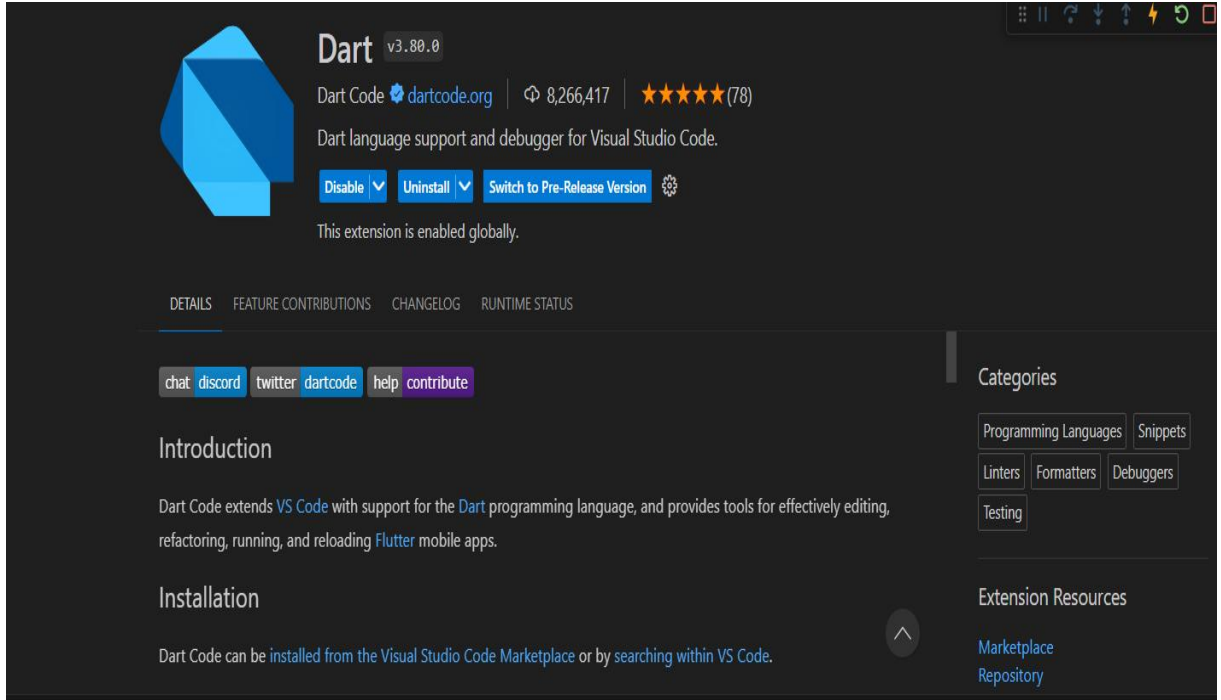 Dart v3.80.0
Dart Code dartcode.org 8,266,417 (78)
Dart language support and debugger for Visual Studio Code.
Disable Uninstall Switch to Pre-Release Version
This extension is enabled globally.
DETAILS FEATURE CONTRIBUTIONS CHANGELOG RUNTIME STATUS
chat discord twitter dartcode help contribute
Introduction
Dart Code extends VS Code with support for the Dart programming language, and provides tools for effectively editing,
refactoring, running, and reloading Flutter mobile apps.
Installation
Dart Code can be installed from the Visual Studio Code Marketplace or by searching within VS Code.
Categories
Programming Languages Snippets
Linters Formatters Debuggers
Testing
Extension Resources
Marketplace
Repository